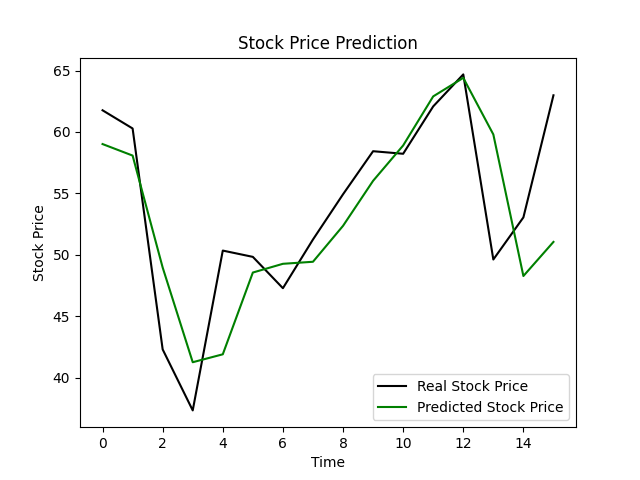 Stock Price Prediction
65
60
55
50
45
40
Stock Price
Real Stock Price
Predicted Stock Price
0 2 4 6 8 10 12 14
Time